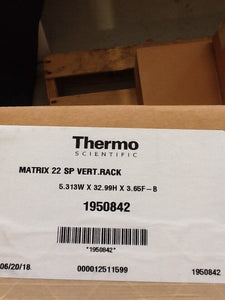 Thermo
SCIENTIFIC
MATRIX 22 SP VERT.RACK
5.313W X 32.99H X 3.65F-B
1950842
*1950842*
06/20/18 000012511599 1950842